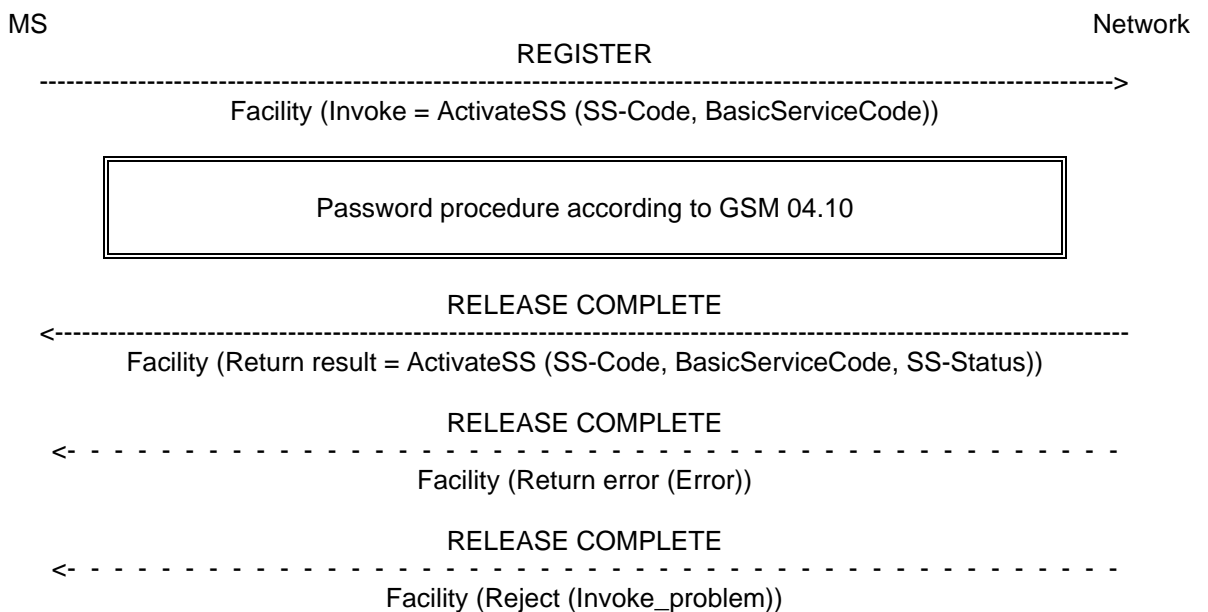 MS Network
REGISTER
Facility (Invoke = ActivateSS (SS-Code, BasicServiceCode))
Password procedure according to GSM 04.10
RELEASE COMPLETE
Facility (Return result = ActivateSS (SS-Code, BasicServiceCode, SS-Status))
RELEASE COMPLETE
Facility (Return error (Error))
RELEASE COMPLETE
Facility (Reject (Invoke_problem))